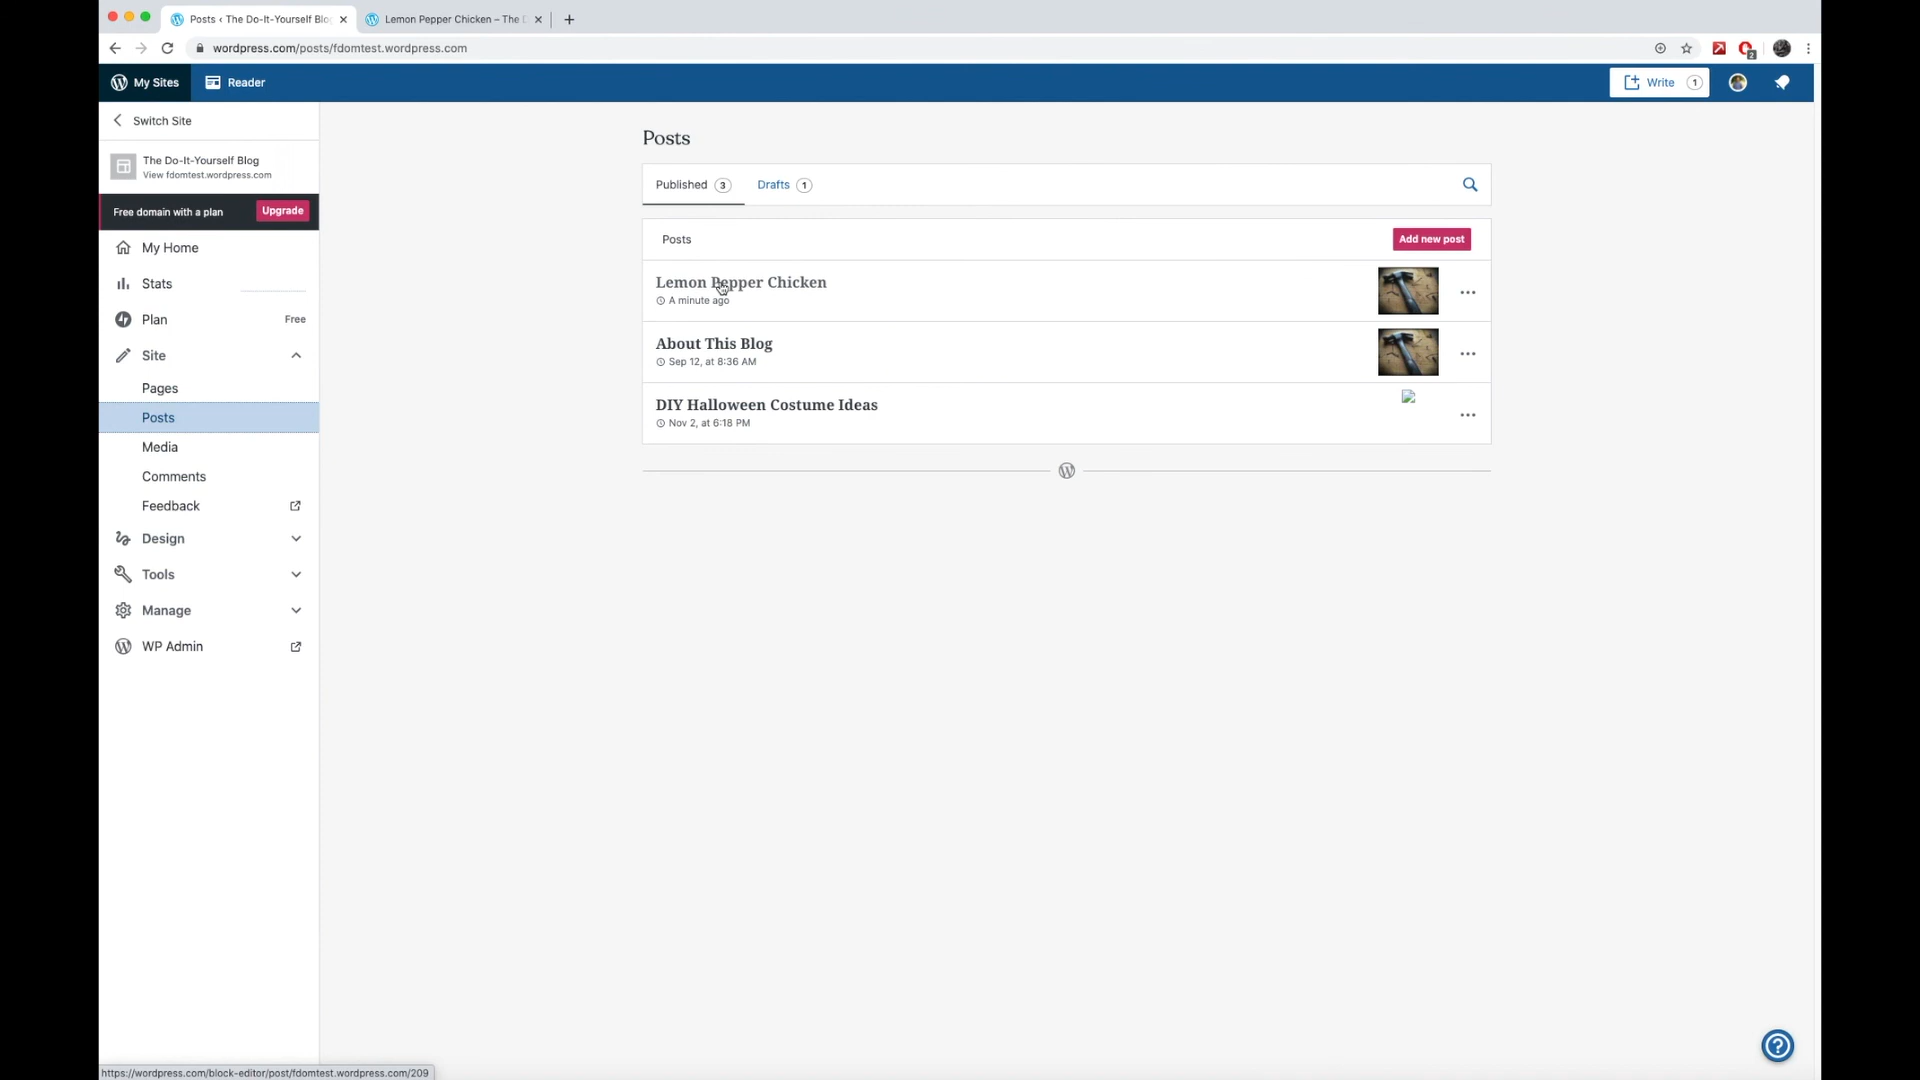 Posts ‹ The Do-It-Yourself Blo
Lemon Pepper Chicken – The D
wordpress.com/posts/fdomtest.wordpress.com
2
My Sites
Reader
Write 1
Switch Site
The Do-It-Yourself Blog
View fdomtest.wordpress.com
Free domain with a plan
Upgrade
My Home
Stats
Plan
Free
Site
Pages
Posts
Media
Comments
Feedback
Design
Tools
Manage
WP Admin
Posts
Published 3
Drafts 1
Posts
Add new post
Lemon Pepper Chicken
A minute ago
About This Blog
Sep 12, at 8:36 AM
DIY Halloween Costume Ideas
Nov 2, at 6:18 PM
https://wordpress.com/block-editor/post/fdomtest.wordpress.com/209